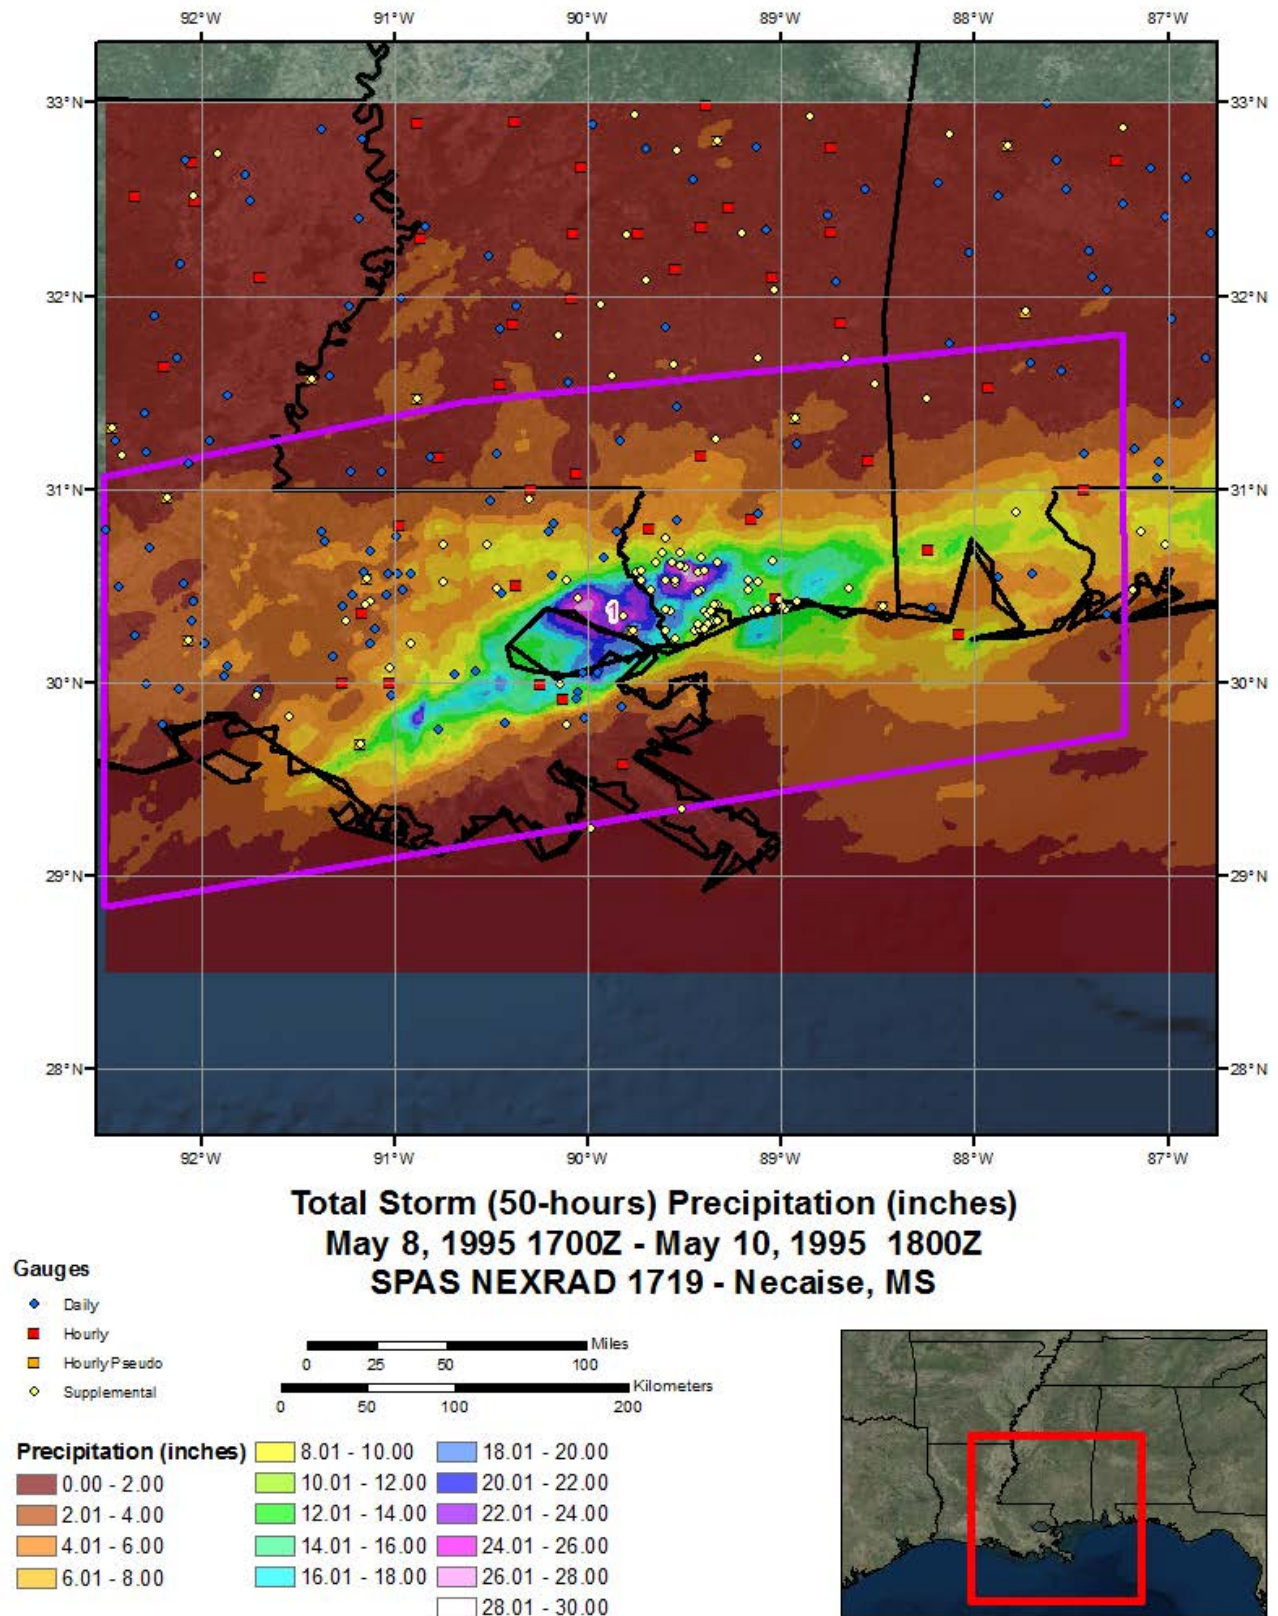 92°W 91°W 90°W 89°W 88°W 87°W
33°N 33°N
32°N 32°N
31°N 31°N
1
30°N 30°N
29°N 29°N
28°N 28°N
92°W 91°W 90°W 89°W 88°W 87°W
Total Storm (50-hours) Precipitation (inches)
May 8, 1995 1700Z - May 10, 1995 1800Z
SPAS NEXRAD 1719 - Necaise, MS
Gauges
Daily
Hourly
Hourly Pseudo
Supplemental
Miles
0 25 50 100
Kilometers
0 50 100 200
Precipitation (inches)
0.00 - 2.00
2.01 - 4.00
4.01 - 6.00
6.01 - 8.00
8.01 - 10.00
10.01 - 12.00
12.01 - 14.00
14.01 - 16.00
16.01 - 18.00
18.01 - 20.00
20.01 - 22.00
22.01 - 24.00
24.01 - 26.00
26.01 - 28.00
28.01 - 30.00